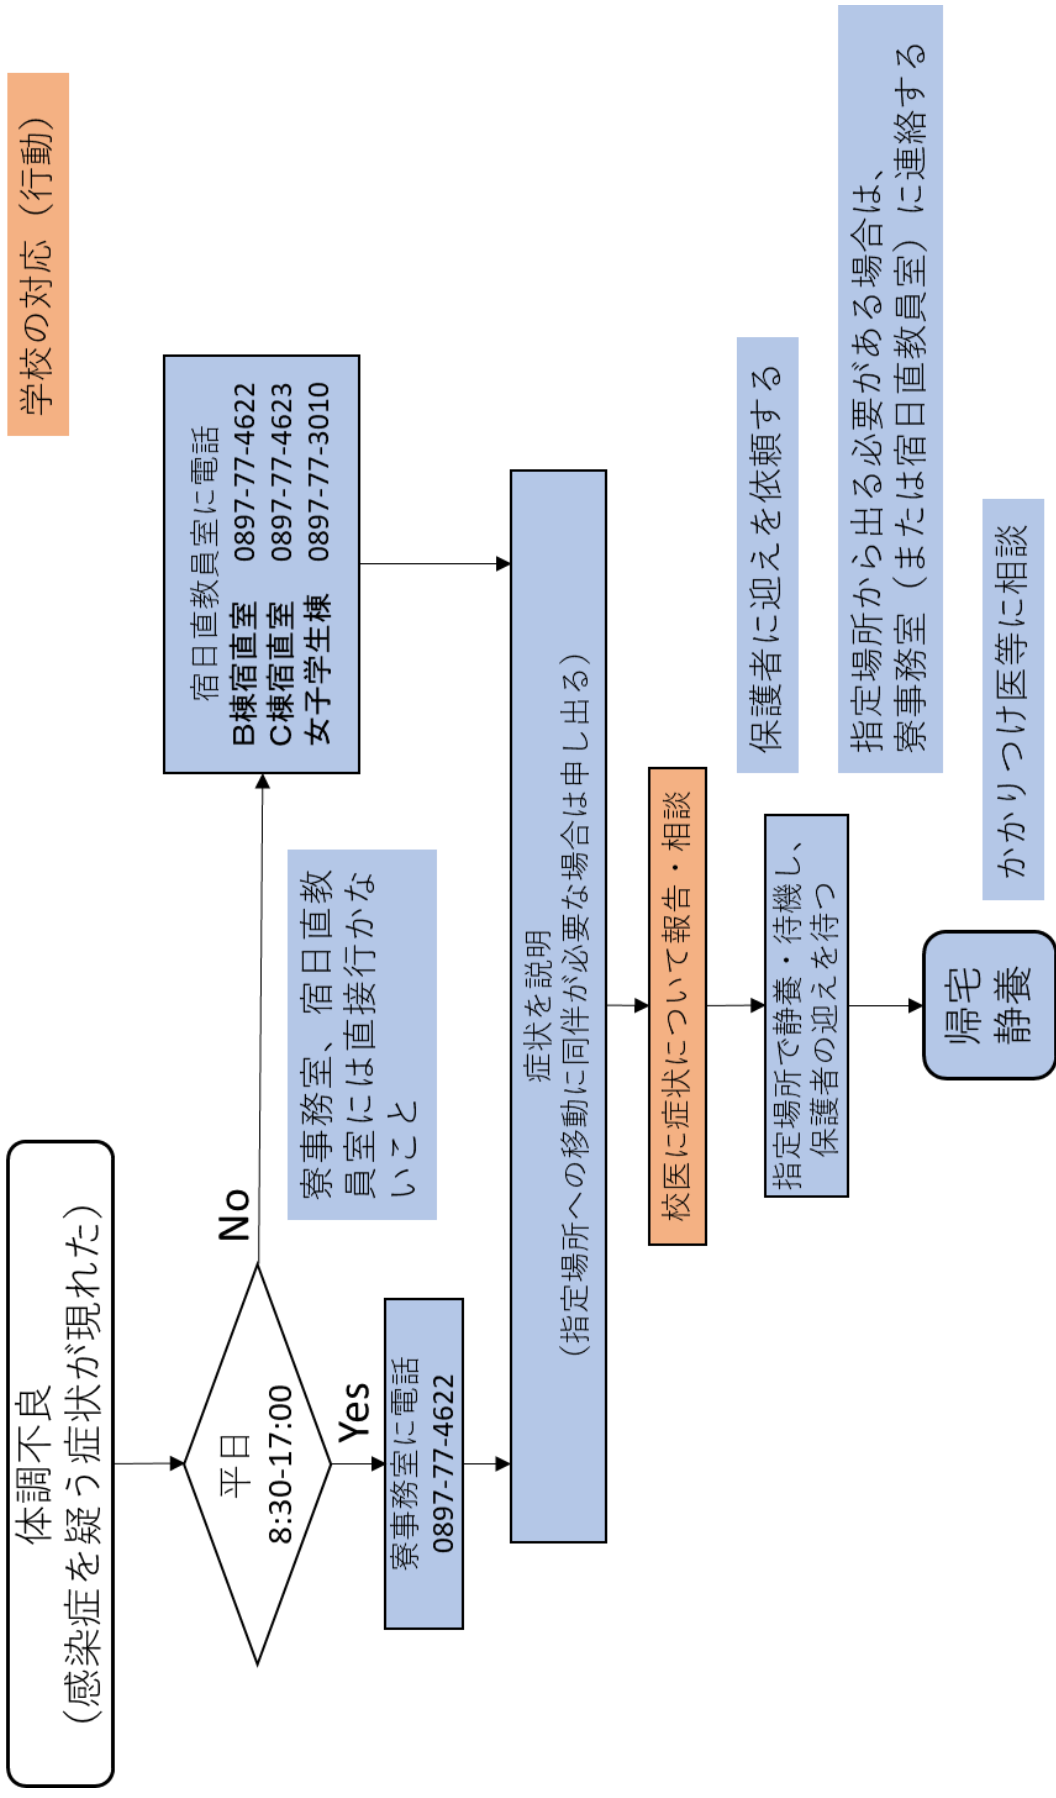 体調不良
（感染症を疑う症状が現れた）
学校の対応（行動）
平日
8:30-17:00
No
Yes
宿日直教員室に電話
B棟宿直室 0897-77-4622
C棟宿直室 0897-77-4623
女子学生棟 0897-77-3010
寮事務室、宿日直教
員室には直接行かな
いこと
寮事務室に電話
0897-77-4622
症状を説明
（指定場所への移動に同伴が必要な場合は申し出る）
校医に症状について報告・相談
保護者に迎えを依頼する
指定場所で静養・待機し、
保護者の迎えを待つ
指定場所から出る必要がある場合は、
寮事務室（または宿日直教員室）に連絡する
帰宅
静養
かかりつけ医等に相談